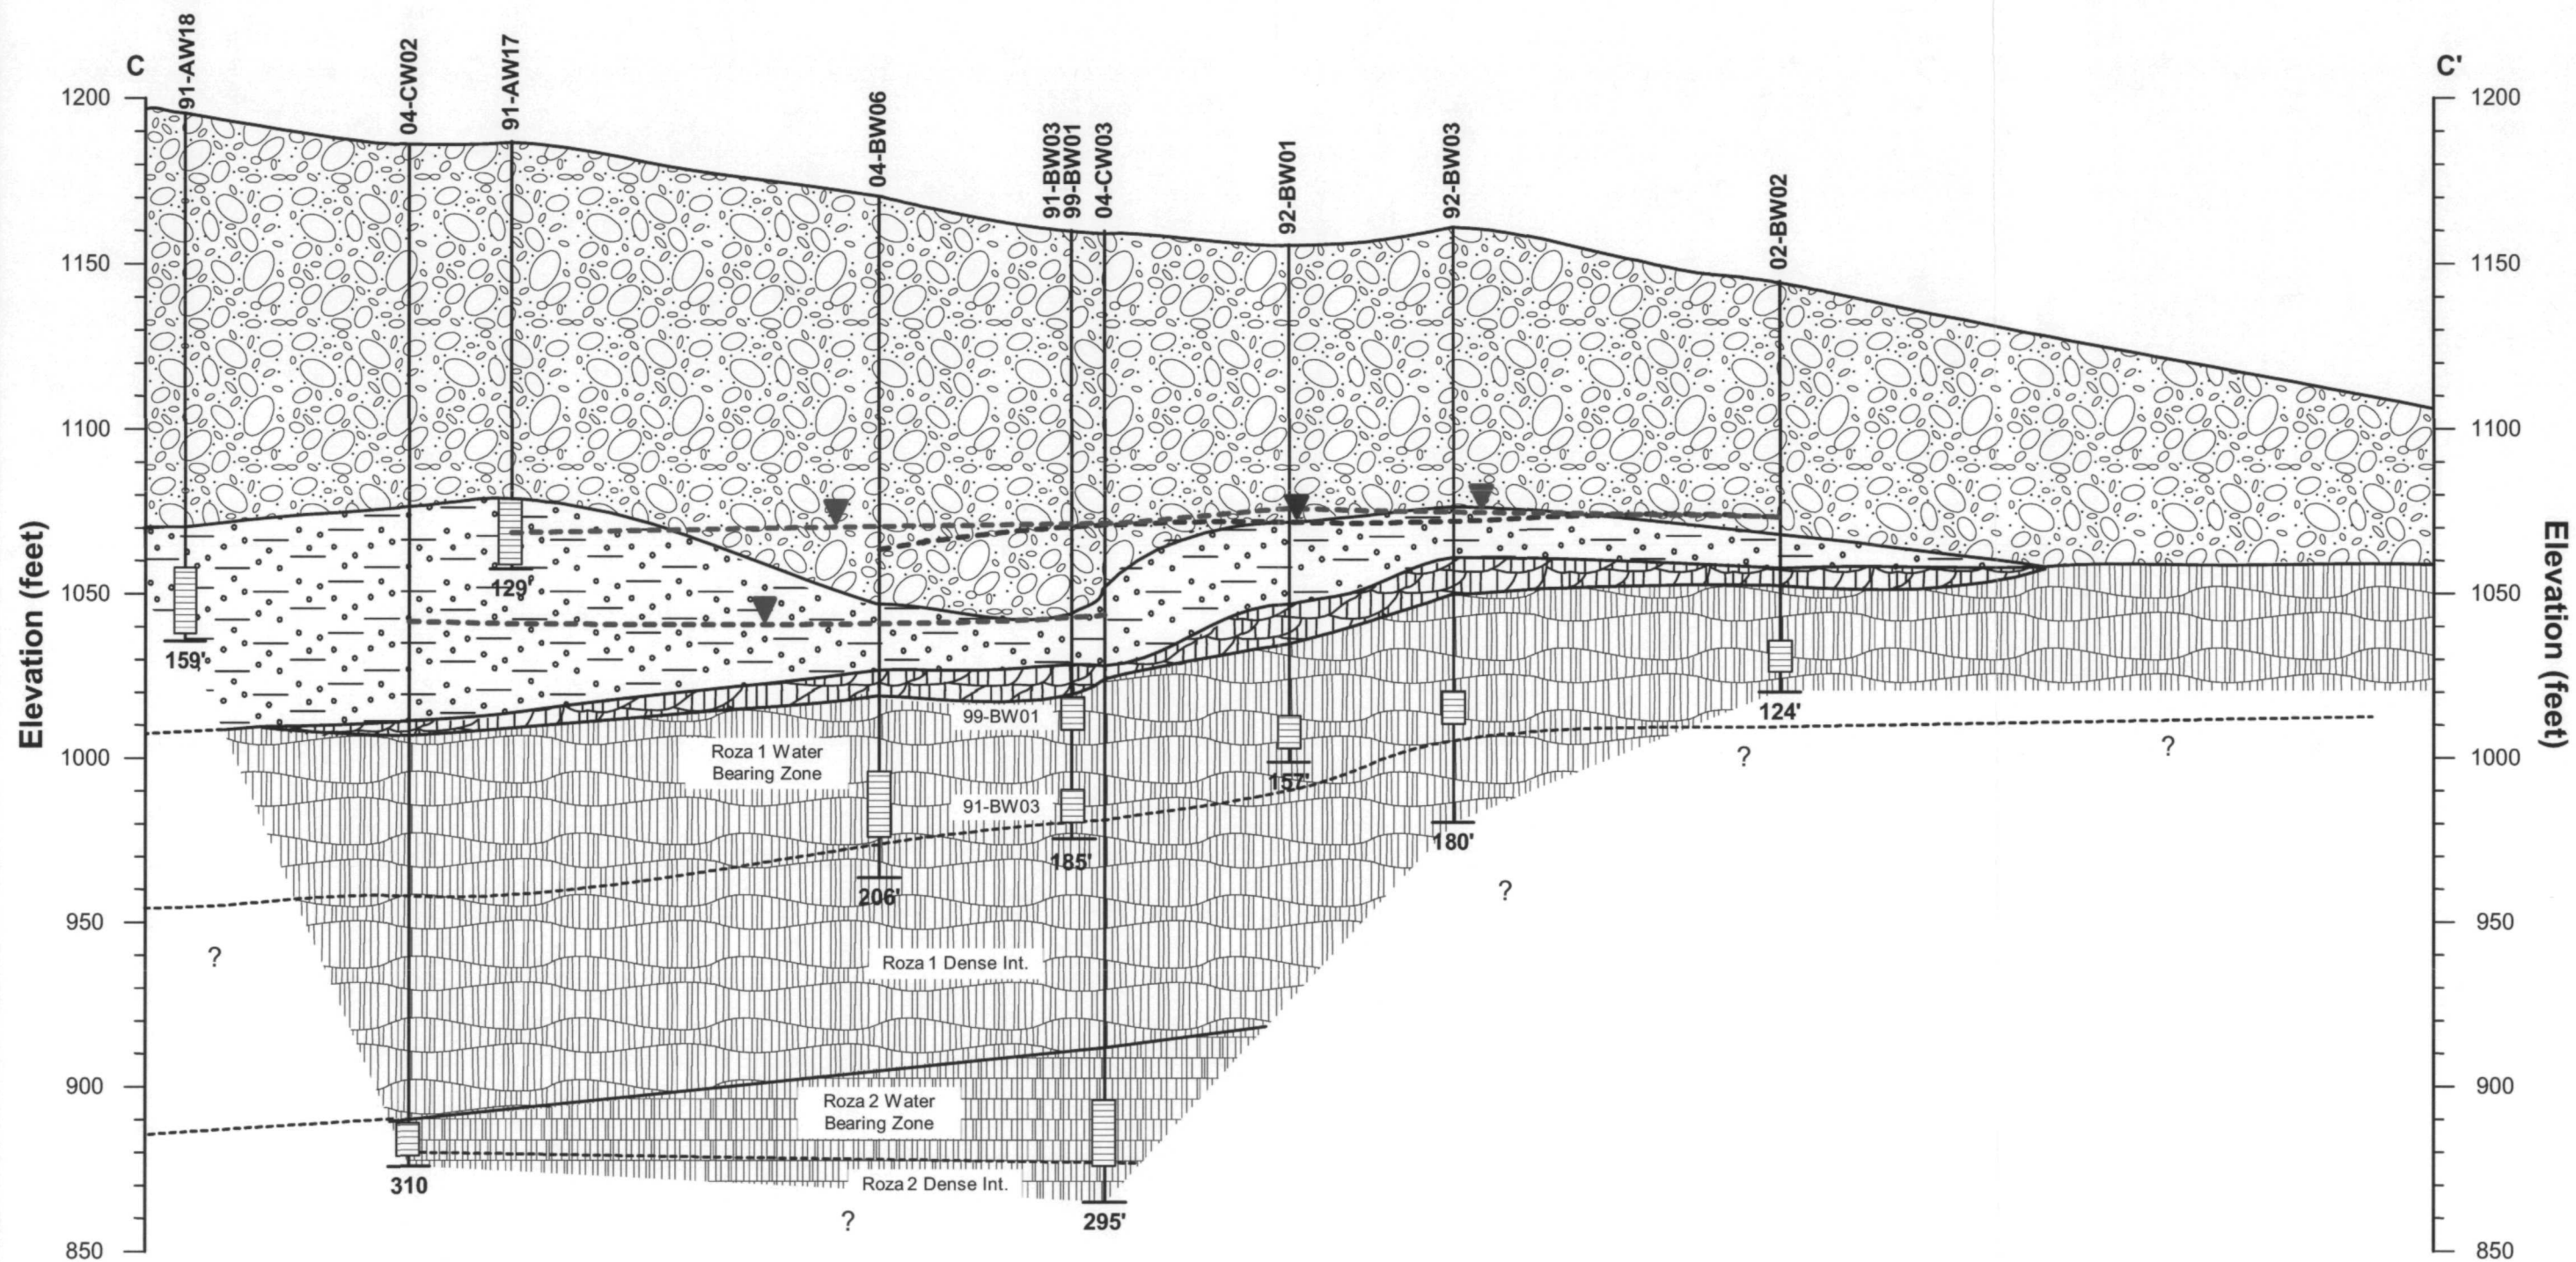 C
91-AW18
04-CW02
91-AW17
04-BW06
91-BW03
99-BW01
04-CW03
92-BW01
92-BW03
02-BW02
C'
1200
1150
1100
1050
1000
950
900
850
Elevation (feet)
1200
1150
1100
1050
1000
950
900
850
Elevation (feet)
129'
159'
99-BW01
124'
Roza 1 Water
Bearing Zone
?
?
157'
91-BW03
180'
185'
206'
?
?
Roza 1 Dense Int.
Roza 2 Water
Bearing Zone
310
Roza 2 Dense Int.
?
295'